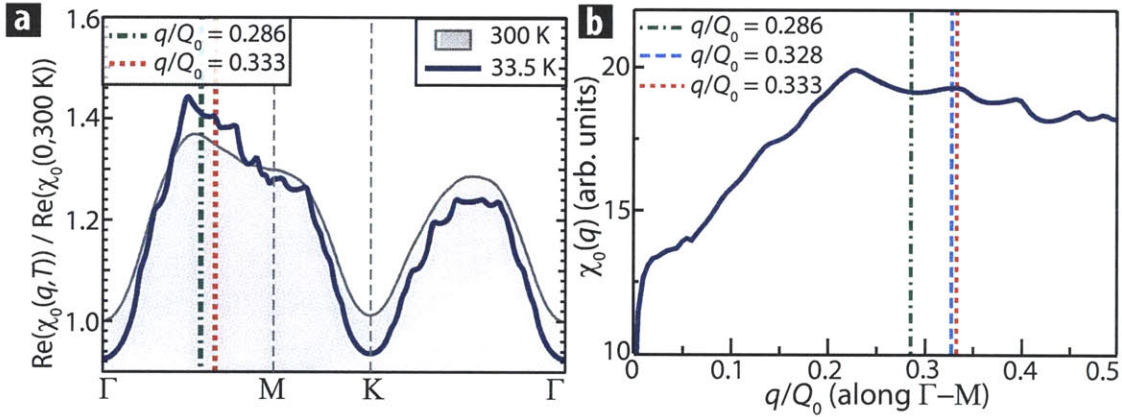 a
q/Q₀ = 0.286
q/Q₀ = 0.333
300 K
33.5 K
Re(χ₀(q,T)) / Re(χ₀(0,300 K))
1.6
1.4
1.2
1.0
Γ
M
K
Γ
b
q/Q₀ = 0.286
q/Q₀ = 0.328
q/Q₀ = 0.333
χ₀(q) (arb. units)
20
15
10
0
0.1
0.2
0.3
0.4
0.5
q/Q₀ (along Γ–M)